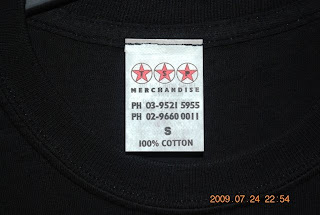 T S P
MERCHANDISE
PH 03-9521 5955
PH 02-9660 0011
S
100% COTTON
2009.07.24 22:54